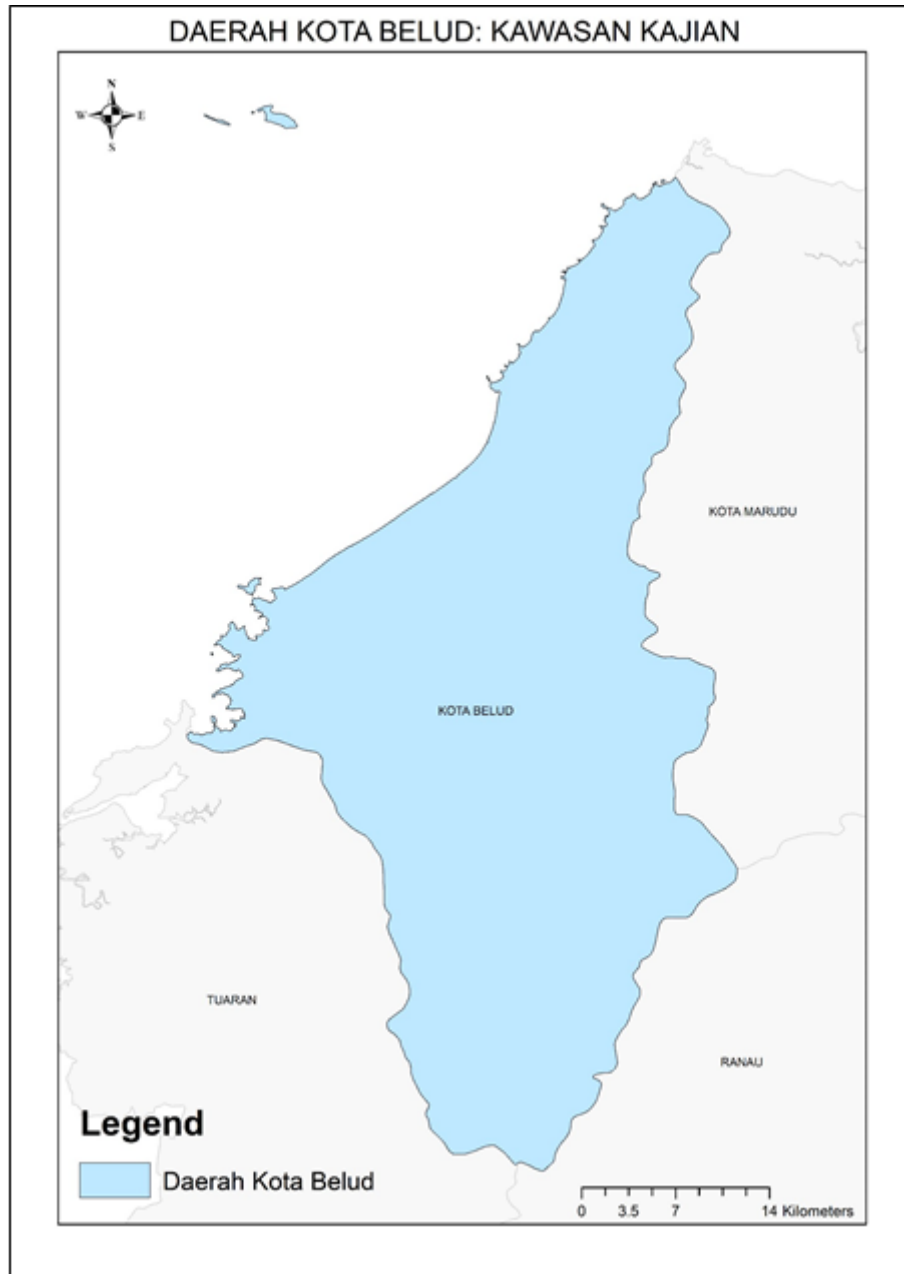 DAERAH KOTA BELUD: KAWASAN KAJIAN
N
W E
S
KOTA MARUDU
KOTA BELUD
TUARAN
RANAU
Legend
Daerah Kota Belud
0 3.5 7 14 Kilometers